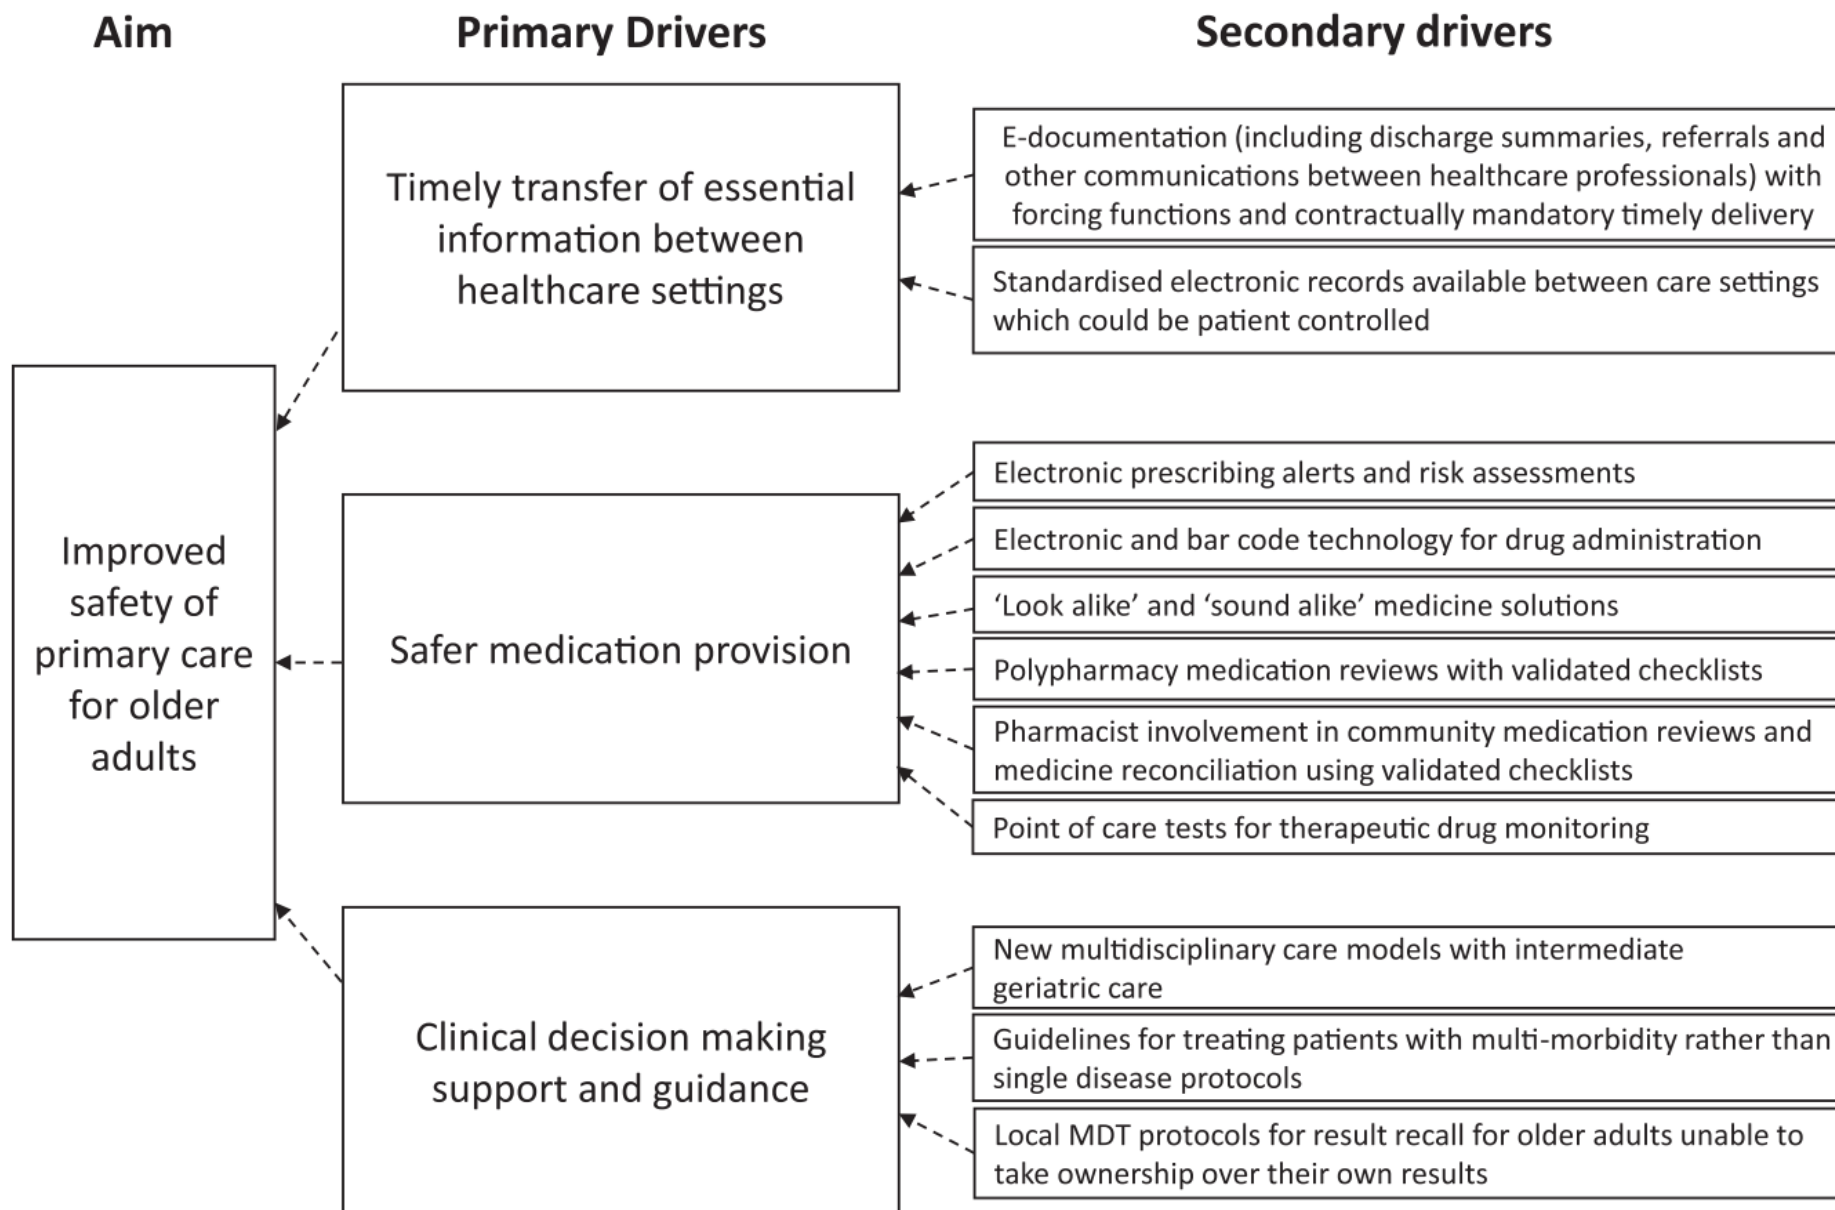 Aim
Primary Drivers
Secondary drivers
Improved
safety of
primary care
for older
adults
Timely transfer of essential
information between
healthcare settings
E-documentation (including discharge summaries, referrals and
other communications between healthcare professionals) with
forcing functions and contractually mandatory timely delivery
Standardised electronic records available between care settings
which could be patient controlled
Safer medication provision
Electronic prescribing alerts and risk assessments
Electronic and bar code technology for drug administration
‘Look alike’ and ‘sound alike’ medicine solutions
Polypharmacy medication reviews with validated checklists
Pharmacist involvement in community medication reviews and
medicine reconciliation using validated checklists
Point of care tests for therapeutic drug monitoring
Clinical decision making
support and guidance
New multidisciplinary care models with intermediate
geriatric care
Guidelines for treating patients with multi-morbidity rather than
single disease protocols
Local MDT protocols for result recall for older adults unable to
take ownership over their own results